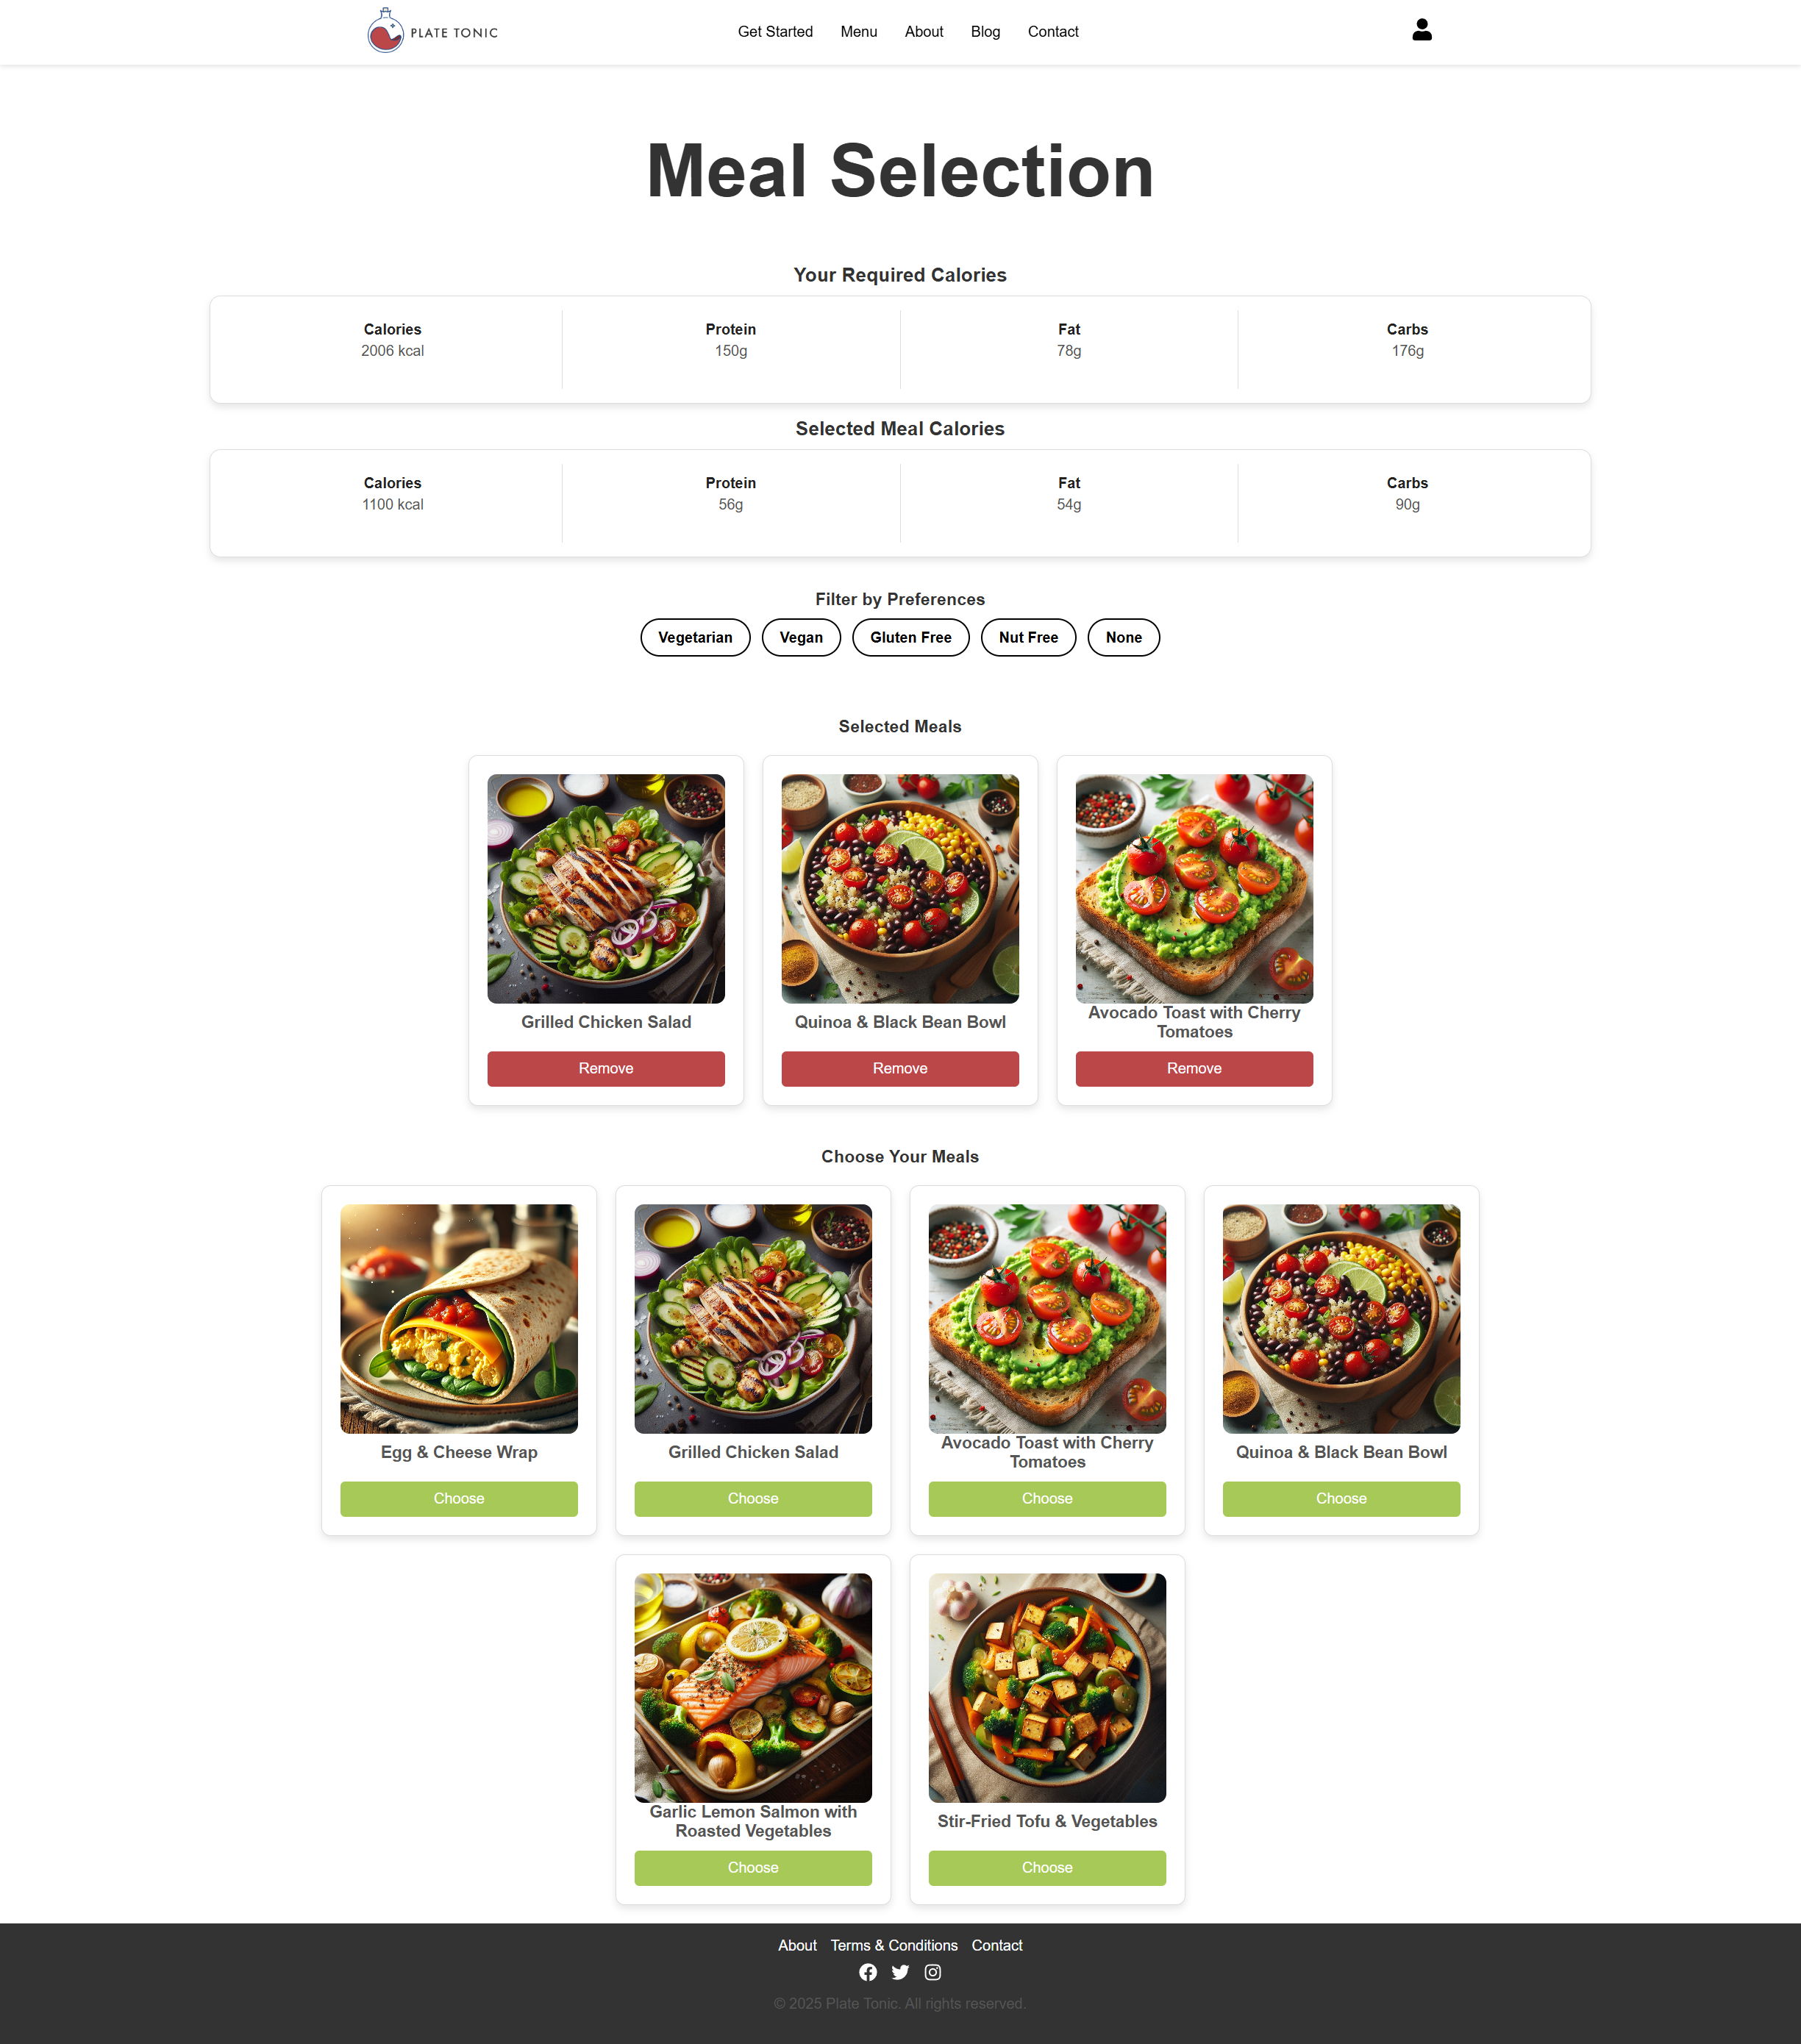 PLATE TONIC
Get Started Menu About Blog Contact
Meal Selection
Your Required Calories
Calories Protein Fat Carbs
2006 kcal 150g 78g 176g
Selected Meal Calories
Calories Protein Fat Carbs
1100 kcal 56g 54g 90g
Filter by Preferences
Vegetarian Vegan Gluten Free Nut Free None
Selected Meals
Grilled Chicken Salad
Remove
Quinoa & Black Bean Bowl
Remove
Avocado Toast with Cherry
Tomatoes
Remove
Choose Your Meals
Egg & Cheese Wrap
Choose
Grilled Chicken Salad
Choose
Avocado Toast with Cherry
Tomatoes
Choose
Quinoa & Black Bean Bowl
Choose
Garlic Lemon Salmon with
Roasted Vegetables
Choose
Stir-Fried Tofu & Vegetables
Choose
About Terms & Conditions Contact
© 2025 Plate Tonic. All rights reserved.